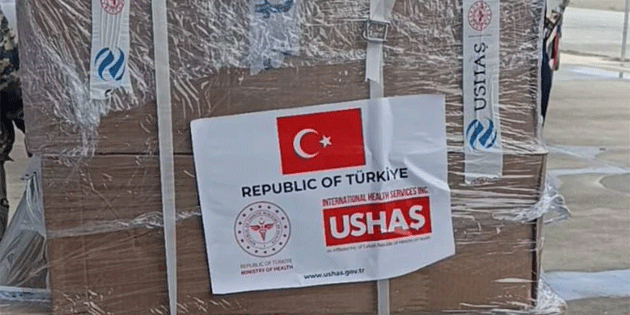 USHAŞ
REPUBLIC OF TÜRKİYE
INTERNATIONAL HEALTH SERVICES INC.
USHAŞ
REPUBLIC OF TÜRKİYE
MINISTRY OF HEALTH
www.ushas.gov.tr